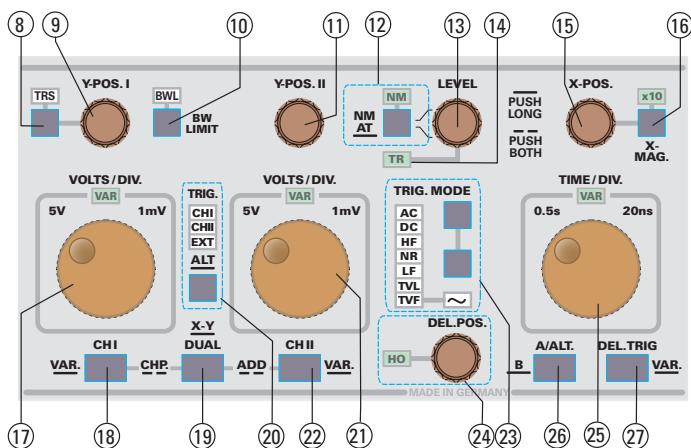 8 9 10 11 12 13 14 15 16
TRS
Y-POS. I
BWL
BW
LIMIT
Y-POS. II
NM
AT
NM
LEVEL
TR
PUSH
LONG
PUSH
BOTH
X-POS.
x10
X-
MAG.
VOLTS / DIV.
VAR
5V 1mV
TRIG.
CHI
CHII
EXT
ALT
VOLTS / DIV.
VAR
5V 1mV
TRIG. MODE
AC
DC
HF
NR
LF
TVL
TVF
~
TIME / DIV.
VAR
0.5s 20ns
DEL.POS.
HO
X-Y
CH I DUAL CH II
VAR. CHP. ADD VAR.
A/ALT. DEL.TRIG
B VAR.
MADE IN GERMANY
17 18 19 20 22 21 24 23 26 25 27